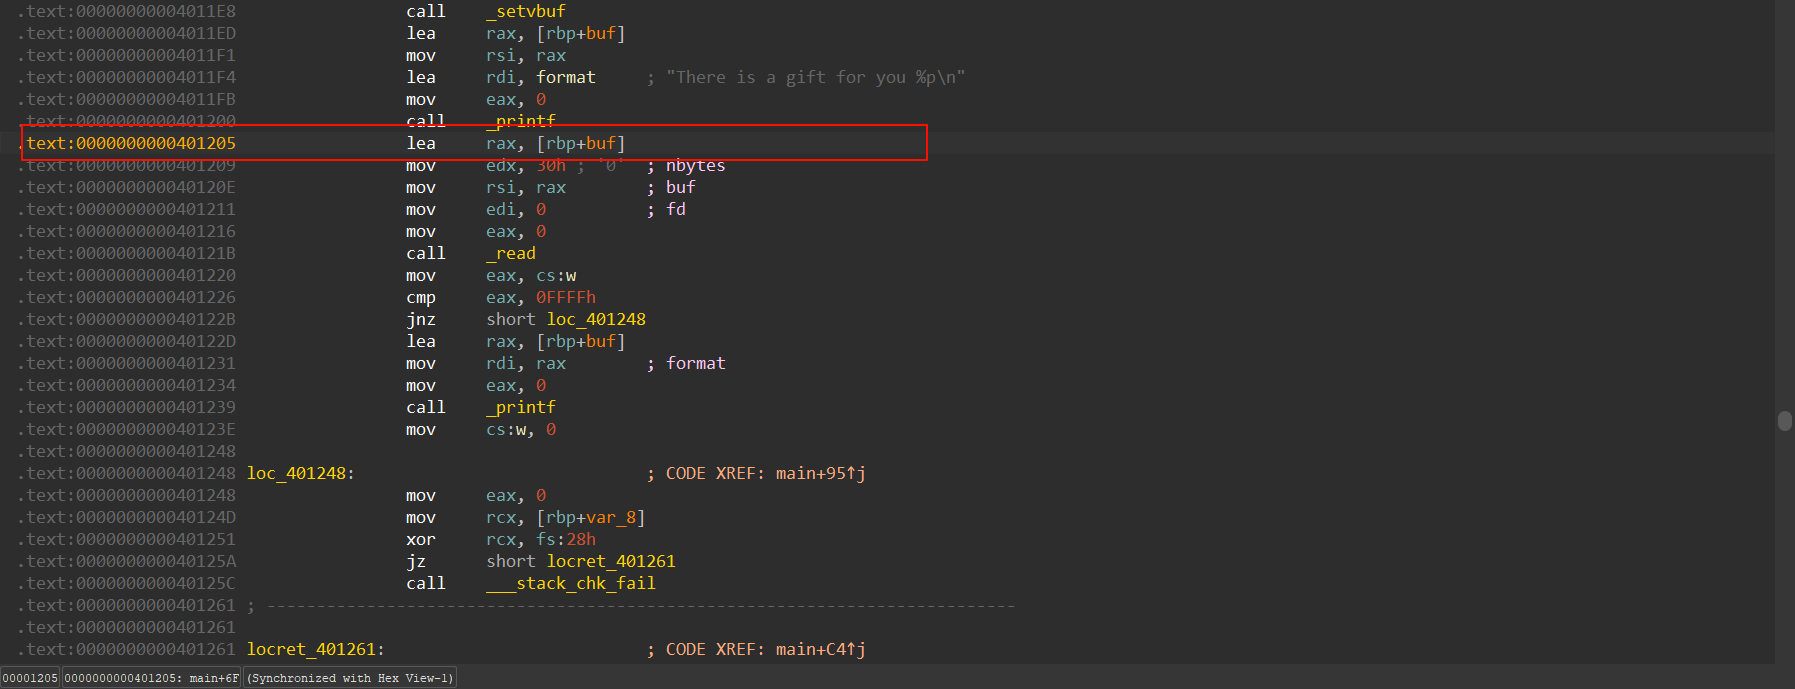 .text:00000000004011E8 call _setvbuf
.text:00000000004011ED lea rax, [rbp+buf]
.text:00000000004011F1 mov rsi, rax
.text:00000000004011F4 lea rdi, format ; "There is a gift for you %p\n"
.text:00000000004011FB mov eax, 0
.text:0000000000401200 call _printf
.text:0000000000401205 lea rax, [rbp+buf]
.text:0000000000401209 mov edx, 30h ; '0' ; nbytes
.text:000000000040120E mov rsi, rax ; buf
.text:0000000000401211 mov edi, 0 ; fd
.text:0000000000401216 mov eax, 0
.text:000000000040121B call _read
.text:0000000000401220 mov eax, cs:w
.text:0000000000401226 cmp eax, 0FFFFh
.text:000000000040122B jnz short loc_401248
.text:000000000040122D lea rax, [rbp+buf]
.text:0000000000401231 mov rdi, rax ; format
.text:0000000000401234 mov eax, 0
.text:0000000000401239 call _printf
.text:000000000040123E mov cs:w, 0
.text:0000000000401248
.text:0000000000401248 loc_401248: ; CODE XREF: main+95↑j
.text:0000000000401248 mov eax, 0
.text:000000000040124D mov rcx, [rbp+var_8]
.text:0000000000401251 xor rcx, fs:28h
.text:000000000040125A jz short locret_401261
.text:000000000040125C call ___stack_chk_fail
.text:0000000000401261 ; ---------------------------------------------------------------------------
.text:0000000000401261
.text:0000000000401261 locret_401261: ; CODE XREF: main+C4↑j
00001205 0000000000401205: main+6F (Synchronized with Hex View-1)